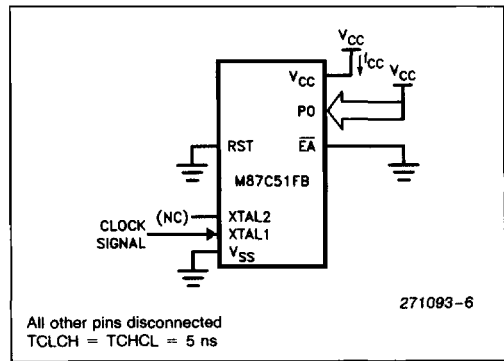 VCC
ICC
VCC
VCC
P0
RST
EA
M87C51FB
(NC)
XTAL2
CLOCK
SIGNAL
XTAL1
VSS
271093-6
All other pins disconnected
TCLCH = TCHCL = 5 ns